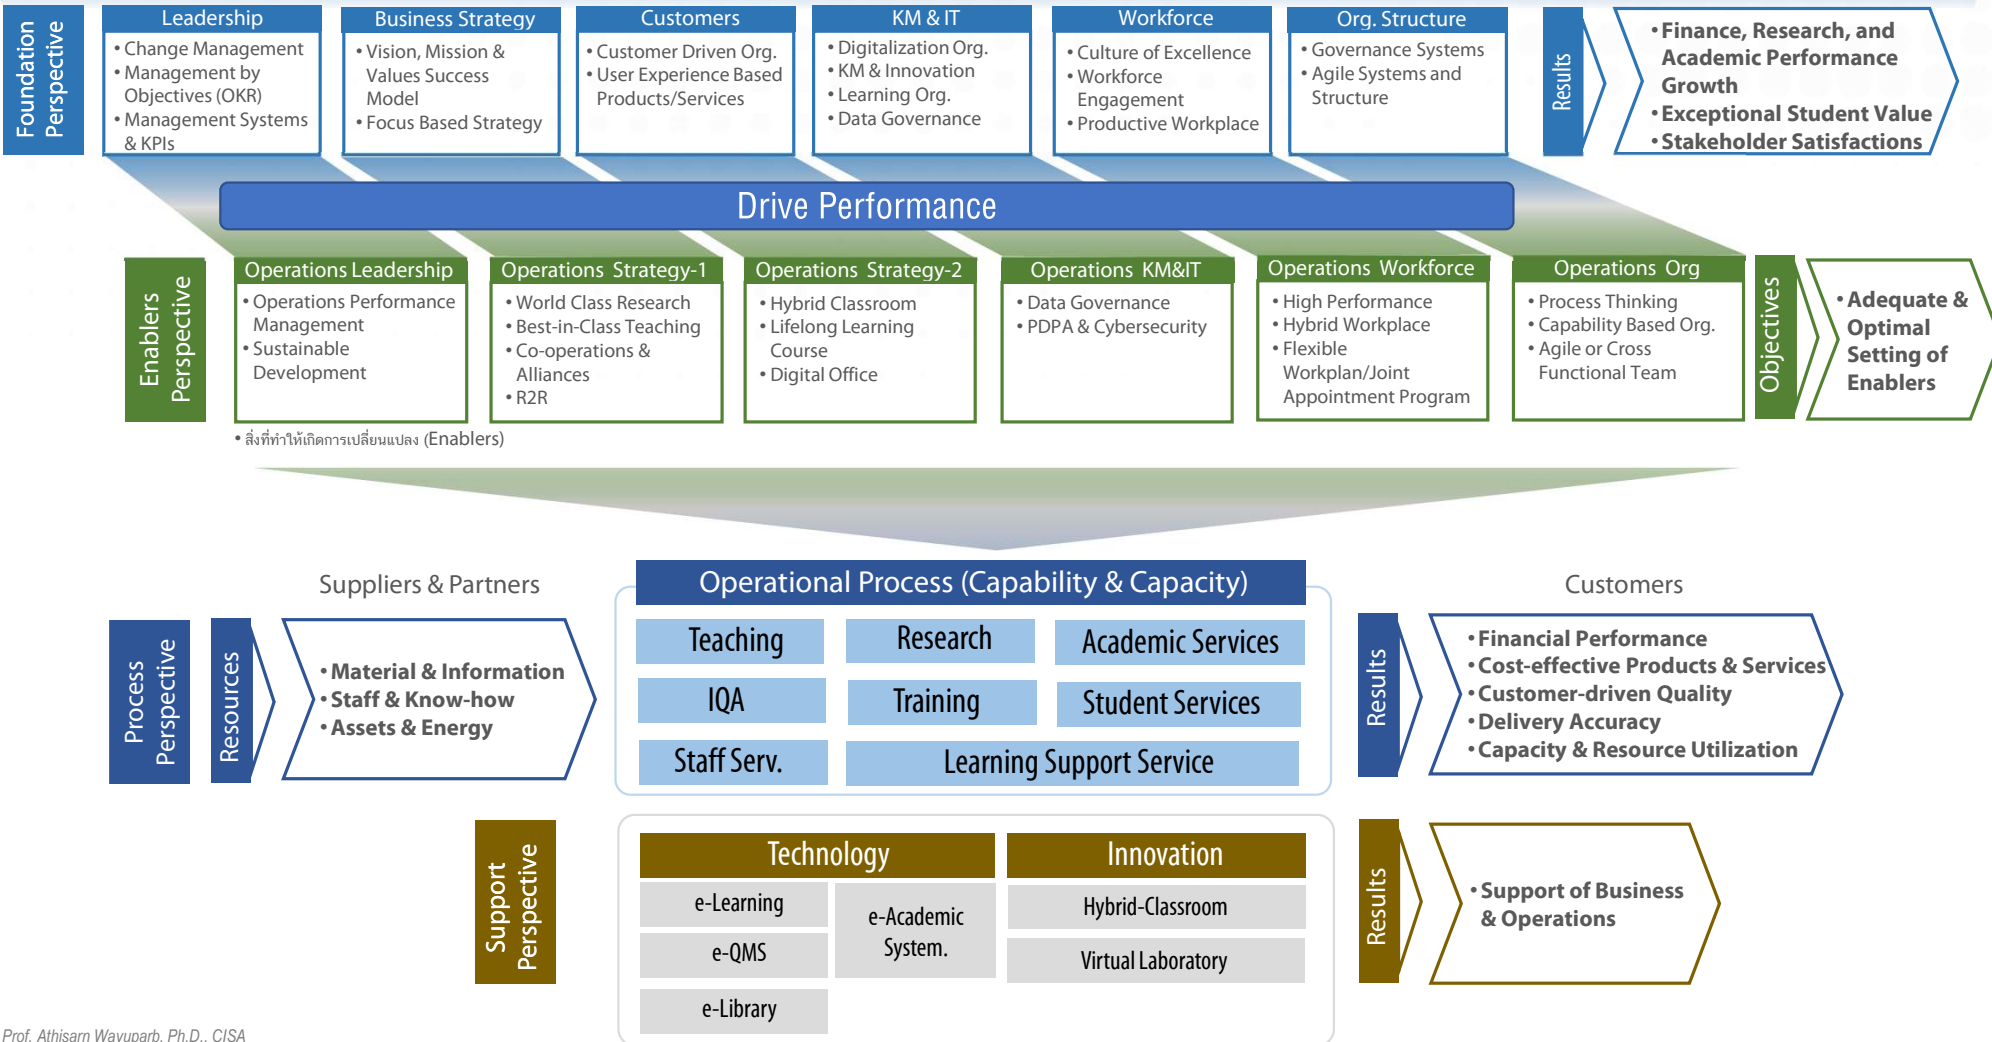 Foundation
Perspective
Leadership
• Change Management
• Management by
Objectives (OKR)
• Management Systems
& KPIs
Business Strategy
• Vision, Mission &
Values Success
Model
• Focus Based Strategy
Customers
• Customer Driven Org.
• User Experience Based
Products/Services
KM & IT
• Digitalization Org.
• KM & Innovation
• Learning Org.
• Data Governance
Workforce
• Culture of Excellence
• Workforce
Engagement
• Productive Workplace
Org. Structure
• Governance Systems
• Agile Systems and
Structure
Results
• Finance, Research, and
Academic Performance
Growth
• Exceptional Student Value
• Stakeholder Satisfactions
Drive Performance
Enablers
Perspective
Operations Leadership
• Operations Performance
Management
• Sustainable
Development
Operations Strategy-1
• World Class Research
• Best-in-Class Teaching
• Co-operations &
Alliances
• R2R
Operations Strategy-2
• Hybrid Classroom
• Lifelong Learning
Course
• Digital Office
Operations KM&IT
• Data Governance
• PDPA & Cybersecurity
Operations Workforce
• High Performance
• Hybrid Workplace
• Flexible
Workplan/Joint
Appointment Program
Operations Org
• Process Thinking
• Capability Based Org.
• Agile or Cross
Functional Team
Objectives
• Adequate &
Optimal
Setting of
Enablers
• สิ่งที่ทำให้เกิดการเปลี่ยนแปลง (Enablers)
Process
Perspective
Suppliers & Partners
Resources
• Material & Information
• Staff & Know-how
• Assets & Energy
Operational Process (Capability & Capacity)
Teaching
Research
Academic Services
IQA
Training
Student Services
Staff Serv.
Learning Support Service
Customers
Results
• Financial Performance
• Cost-effective Products & Services
• Customer-driven Quality
• Delivery Accuracy
• Capacity & Resource Utilization
Support
Perspective
Technology
e-Learning
e-QMS
e-Library
e-Academic
System.
Innovation
Hybrid-Classroom
Virtual Laboratory
Results
• Support of Business
& Operations
Prof. Athisarn Wayuparb, Ph.D., CISA